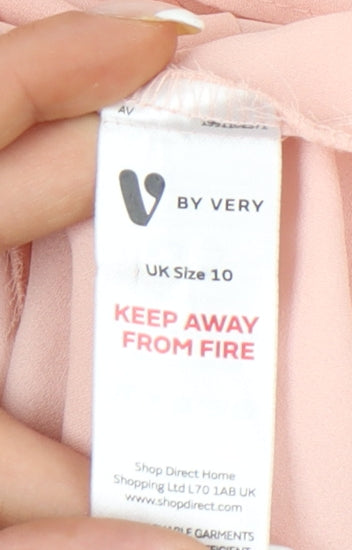 AV
V BY VERY
UK Size 10
KEEP AWAY
FROM FIRE
Shop Direct Home
Shopping Ltd L70 1AB UK
www.shopdirect.com
GARMENTS